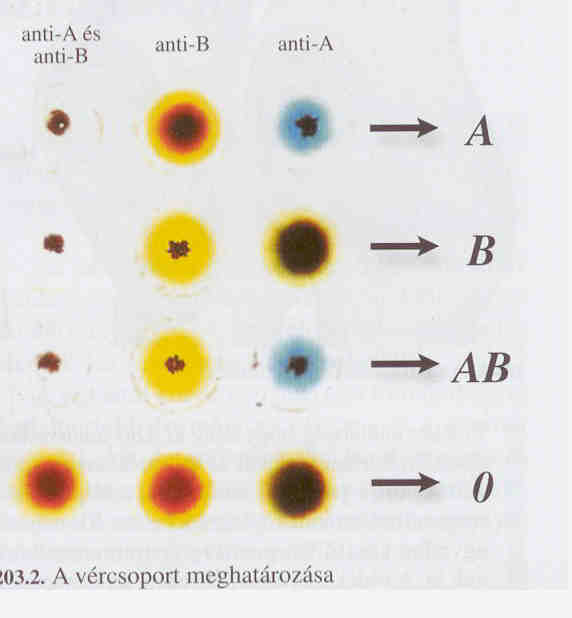 anti-A és
anti-B
anti-B
anti-A
A
B
AB
0
203.2. A vércsoport meghatározása